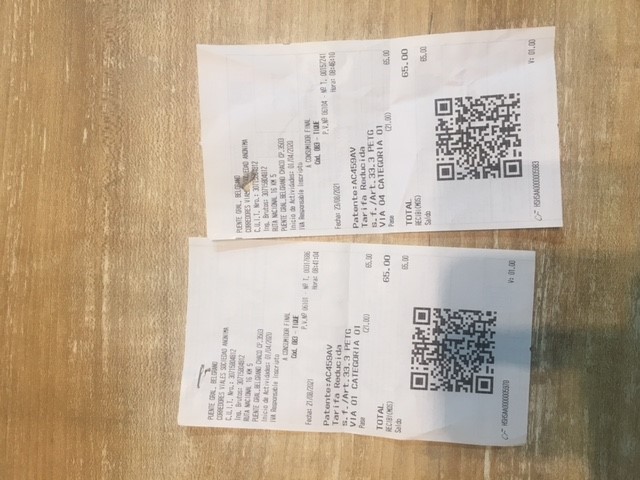 PUENTE GRAL. BELGRANO
CORREDORES VIALES SOCIEDAD ANONIMA
C.U.I.T. Nro.: 30715804812
Ing. Brutos: 30715804812
RUTA NACIONAL 16 KM 5
PUENTE GRAL.BELGRANO CHACO CP.3503
Inicio de Actividades: 01/04/2020
IVA Responsable Inscripto
A CONSUMIDOR FINAL
Cod. 083 - TIQUE
P.V.Nº 06101 - Nº T.
Fecha: 21/08/2021 Hora: 08:41:04
Patente:AC459AV
Tarifa Reducida
s.f./Art.33.3 PETG
VIA 01 CATEGORIA 01
Pase (21.00) 65.00
TOTAL 65.00
RECIBI(MOS)
Saldo 65.00
CF HSHSAA0000005978 V: 01.00
PUENTE GRAL. BELGRANO
CORREDORES VIALES SOCIEDAD ANONIMA
C.U.I.T. Nro.: 30715804812
Ing. Brutos: 30715804812
RUTA NACIONAL 16 KM 5
PUENTE GRAL.BELGRANO CHACO CP.3503
Inicio de Actividades: 01/04/2020
IVA Responsable Inscripto
A CONSUMIDOR FINAL
Cod. 083 - TIQUE
P.V.Nº 06104 - Nº T. 00157241
Fecha: 23/08/2021 Hora: 08:46:10
Patente:AC459AV
Tarifa Reducida
s.f./Art.33.3 PETG
VIA 04 CATEGORIA 01
Pase (21.00) 65.00
TOTAL 65.00
RECIBI(MOS)
Saldo 65.00
CF HSHSAA0000005983 V: 01.00